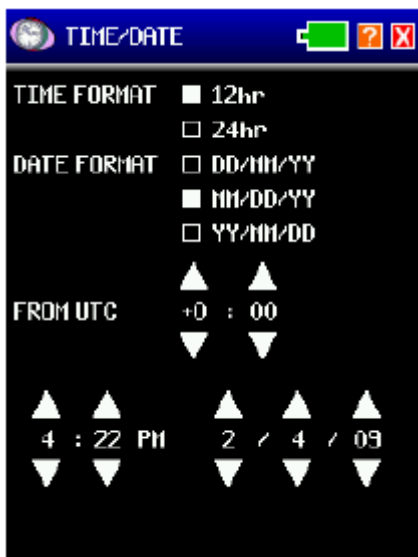 TIME/DATE ? X
TIME FORMAT 12hr
24hr
DATE FORMAT DD/MM/YY
MM/DD/YY
YY/MM/DD
FROM UTC +0 : 00
4 : 22 PM 2 / 4 / 09